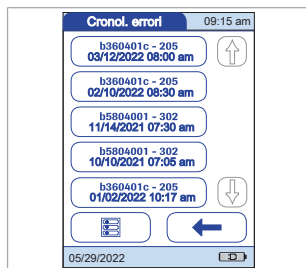 Cronol. errori 09:15 am
b360401c - 205
03/12/2022 08:00 am
b360401c - 205
02/10/2022 08:30 am
b5804001 - 302
11/14/2021 07:30 am
b5804001 - 302
10/10/2021 07:05 am
b360401c - 205
01/02/2022 10:17 am
05/29/2022